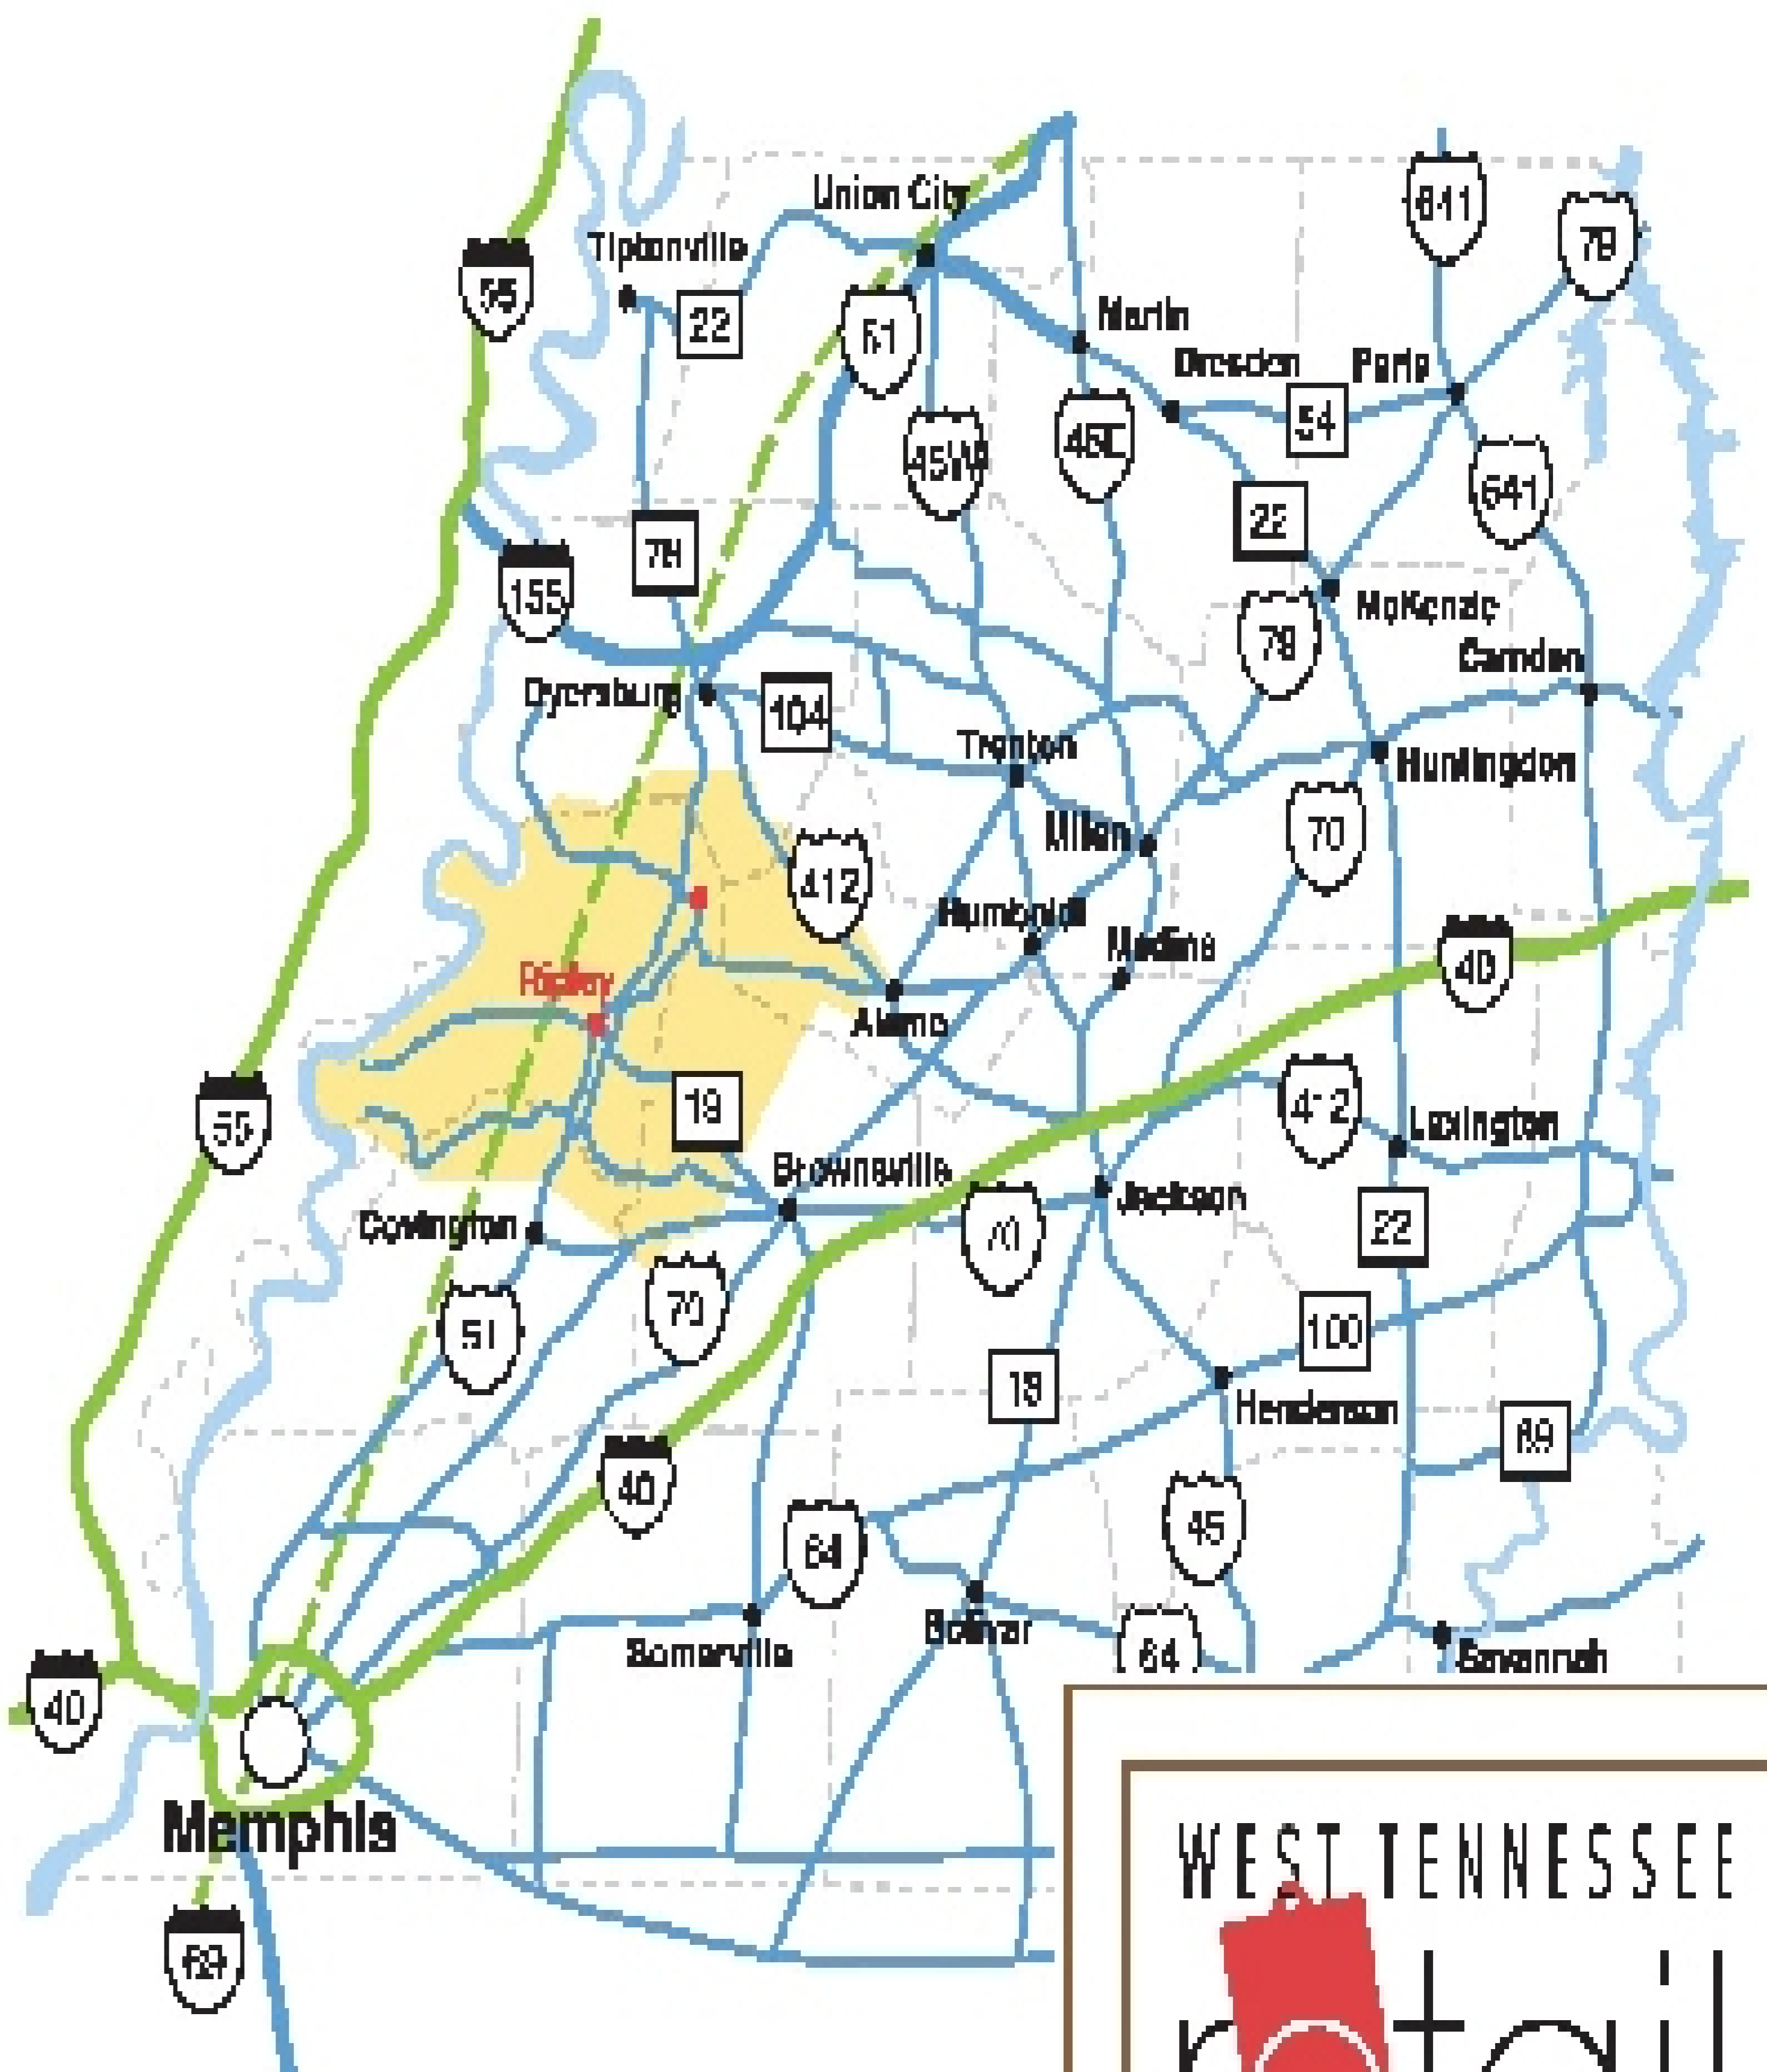 Union City
641
79
Tiptonville
55
22
51
Martin
Dresden
Paris
54
45W
45E
641
22
78
155
McKenzie
79
Camden
Dyersburg
104
Trenton
Huntingdon
Milan
70
412
Humboldt
Medina
40
Ripley
Alamo
55
19
412
Lexington
Brownsville
Jackson
Covington
70
22
70
51
100
18
Henderson
69
40
45
64
Bolivar
Somerville
64
Savannah
40
Memphis
WEST TENNESSEE
69